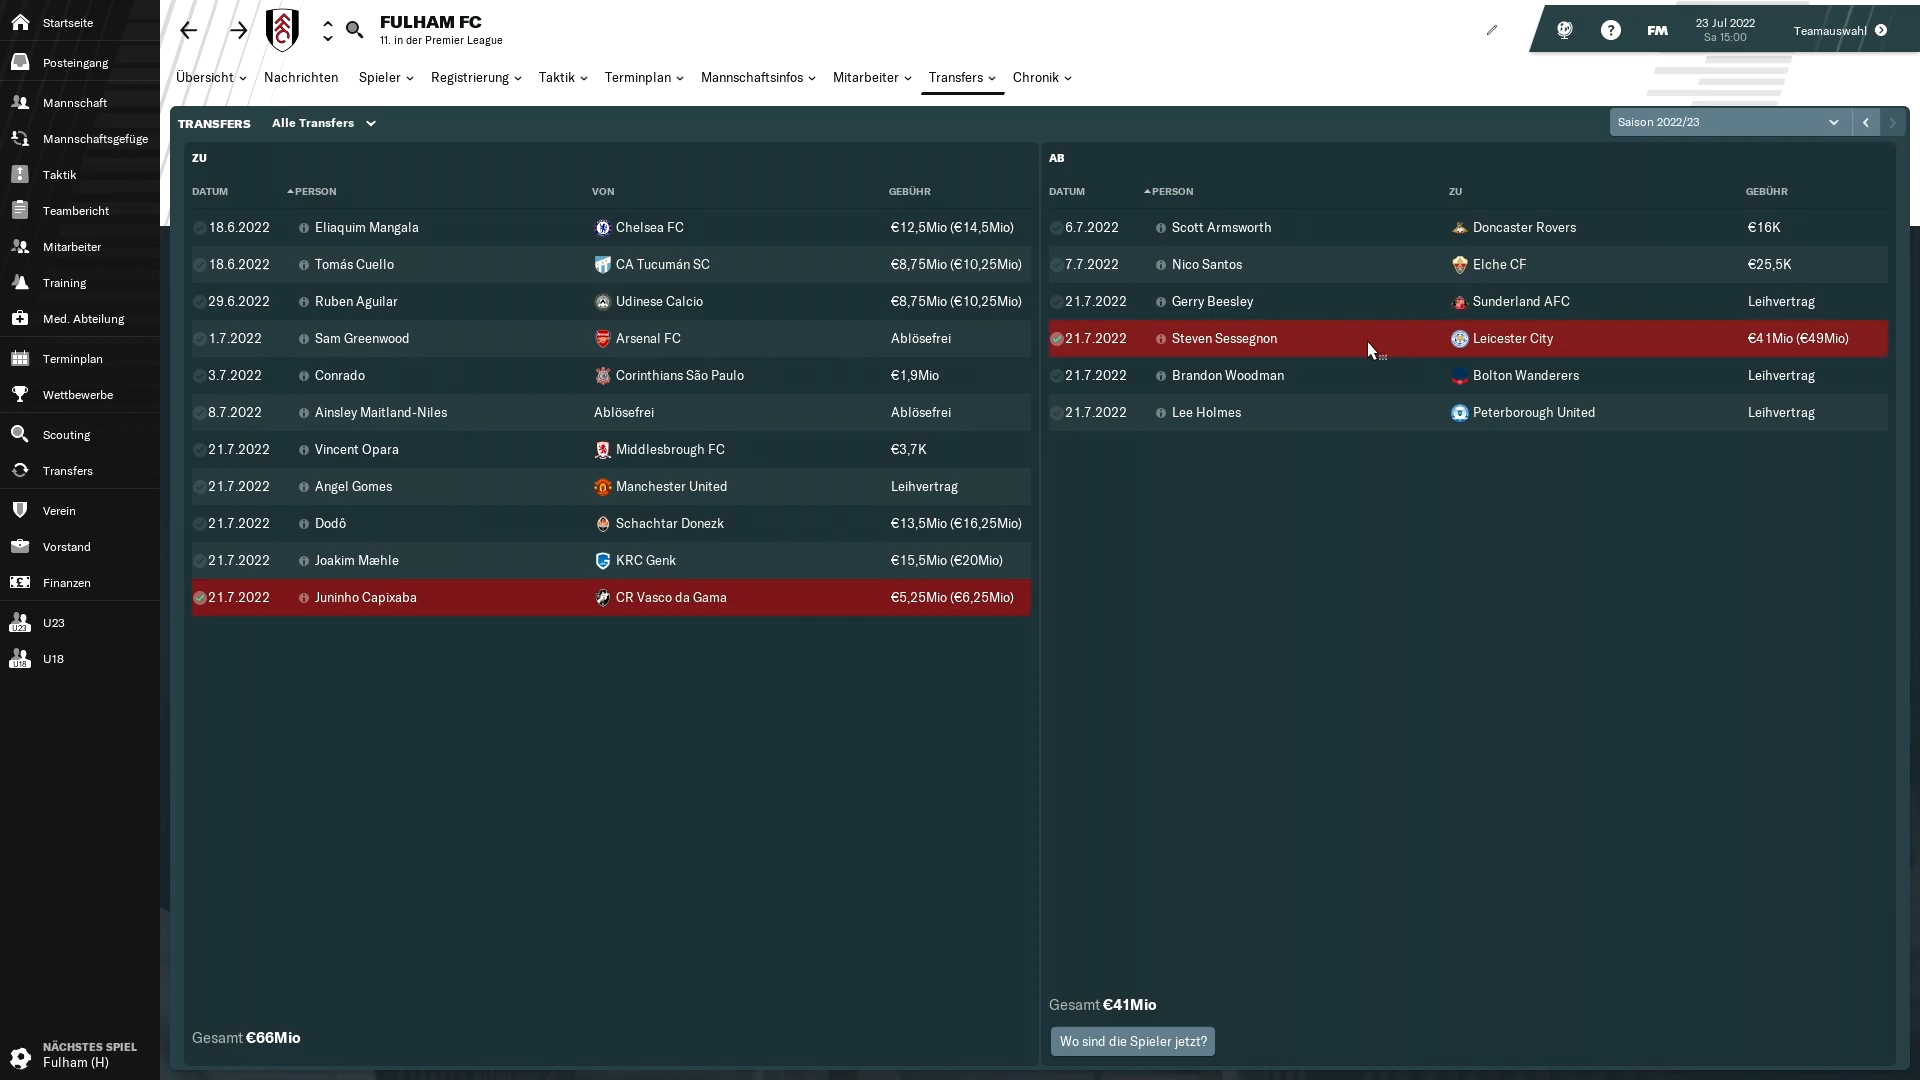 Startseite
Posteingang
Mannschaft
Mannschaftsgefüge
Taktik
Teambericht
Mitarbeiter
Training
Med. Abteilung
Terminplan
Wettbewerbe
Scouting
Transfers
Verein
Vorstand
Finanzen
U23 U23
U18 U18
NÄCHSTES SPIEL
Fulham (H)
FULHAM FC
11. in der Premier League
? FM 23 Jul 2022 Teamauswahl
Sa 15:00
Übersicht Nachrichten Spieler Registrierung Taktik Terminplan Mannschaftsinfos Mitarbeiter Transfers Chronik
TRANSFERS Alle Transfers Saison 2022/23
ZU
DATUM PERSON VON GEBÜHR
18.6.2022 Eliaquim Mangala Chelsea FC €12,5Mio (€14,5Mio)
18.6.2022 Tomás Cuello CA Tucumán SC €8,75Mio (€10,25Mio)
29.6.2022 Ruben Aguilar Udinese Calcio €8,75Mio (€10,25Mio)
1.7.2022 Sam Greenwood Arsenal FC Ablösefrei
3.7.2022 Conrado Corinthians São Paulo €1,9Mio
8.7.2022 Ainsley Maitland-Niles Ablösefrei Ablösefrei
21.7.2022 Vincent Opara Middlesbrough FC €3,7K
21.7.2022 Angel Gomes Manchester United Leihvertrag
21.7.2022 Dodô Schachtar Donezk €13,5Mio (€16,25Mio)
21.7.2022 Joakim Mæhle KRC Genk €15,5Mio (€20Mio)
21.7.2022 Juninho Capixaba CR Vasco da Gama €5,25Mio (€6,25Mio)
Gesamt €66Mio
AB
DATUM PERSON ZU GEBÜHR
6.7.2022 Scott Armsworth Doncaster Rovers €16K
7.7.2022 Nico Santos Elche CF €25,5K
21.7.2022 Gerry Beesley Sunderland AFC Leihvertrag
21.7.2022 Steven Sessegnon Leicester City €41Mio (€49Mio)
21.7.2022 Brandon Woodman Bolton Wanderers Leihvertrag
21.7.2022 Lee Holmes Peterborough United Leihvertrag
Gesamt €41Mio
Wo sind die Spieler jetzt?